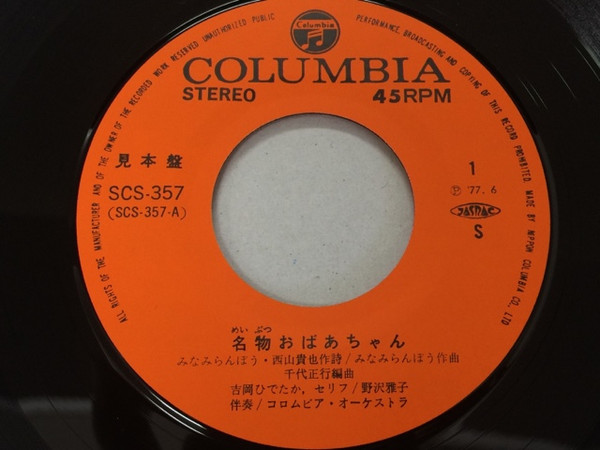 ALL RIGHTS OF THE MANUFACTURER AND OF THE OWNER OF THE RECORDED WORK RESERVED UNAUTHORIZED PUBLIC PERFORMANCE, BROADCASTING AND COPYING OF THIS RECORD PROHIBITED. MADE BY NIPPON COLUMBIA CO., LTD
Columbia
COLUMBIA
STEREO 45RPM
見本盤 1
SCS-357 Ⓟ '77. 6
(SCS-357-A) JASRAC
S
めい ぶつ
名物おばあちゃん
みなみらんぼう・西山貴也作詩/みなみらんぼう作曲
千代正行編曲
吉岡ひでたか, セリフ/野沢雅子
伴奏/コロムビア・オーケストラ